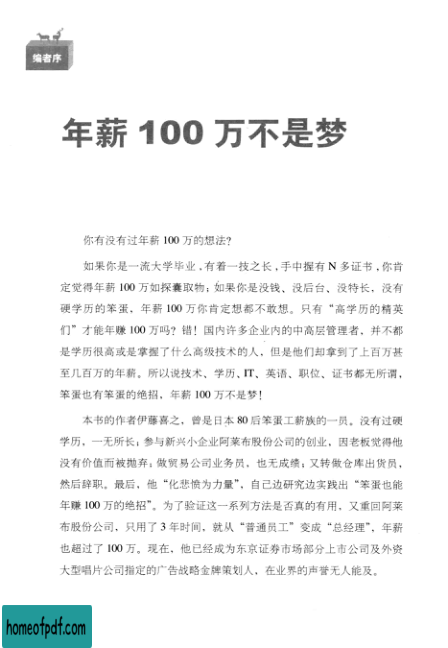 编者序
年薪 100 万不是梦
你有没有过年薪 100 万的想法?
如果你是一流大学毕业、有着一技之长,手中握有 N 多证书,你肯
定觉得年薪 100 万如探囊取物;如果你是没钱、没后台、没特长,没有
硬学历的笨蛋,年薪 100 万你肯定想都不敢想。只有“高学历的精英
们”才能年赚 100 万吗?错!国内许多企业内的中高层管理者,并不都
是学历很高或是掌握了什么高级技术的人,但是他们却拿到了上百万甚
至几百万的年薪。所以说技术、学历、IT、英语、职位、证书都无所谓,
笨蛋也有笨蛋的绝招,年薪 100 万不是梦!
本书的作者伊藤喜之,曾是日本 80 后笨蛋工薪族的一员。没有过硬
学历,一无所长;参与新兴小企业阿莱布股份公司的创业,因老板觉得他
没有价值而被抛弃;做贸易公司业务员,也无成绩;又转做仓库出货员,
然后辞职。最后,他“化悲愤为力量”,自己边研究边实践出“笨蛋也能
年赚 100 万的绝招”。为了验证这一系列方法是否真的有用,又重回阿莱
布股份公司,只用了 3 年时间,就从“普通员工”变成“总经理”,年薪
也超过了 100 万。现在,他已经成为东京证券市场部分上市公司及外资
大型唱片公司指定的广告战略金牌策划人,在业界的声誉无人能及。
homeofpdf.com